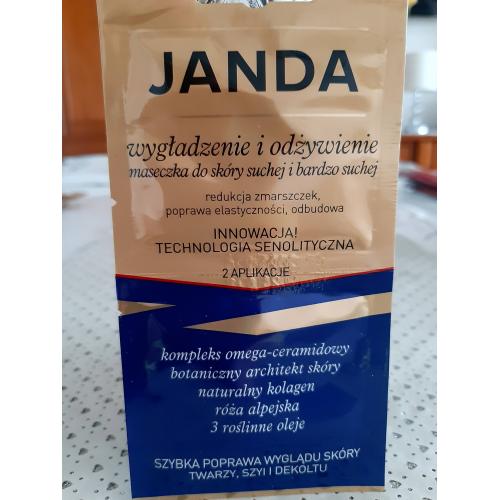 JANDA
wygładzenie i odżywienie
maseczka do skóry suchej i bardzo suchej
redukcja zmarszczek,
poprawa elastyczności, odbudowa
INNOWACJA!
TECHNOLOGIA SENOLITYCZNA
2 APLIKACJE
kompleks omega-ceramidowy
botaniczny architekt skóry
naturalny kolagen
róża alpejska
3 roślinne oleje
SZYBKA POPRAWA WYGLĄDU SKÓRY
TWARZY, SZYI I DEKOLTU